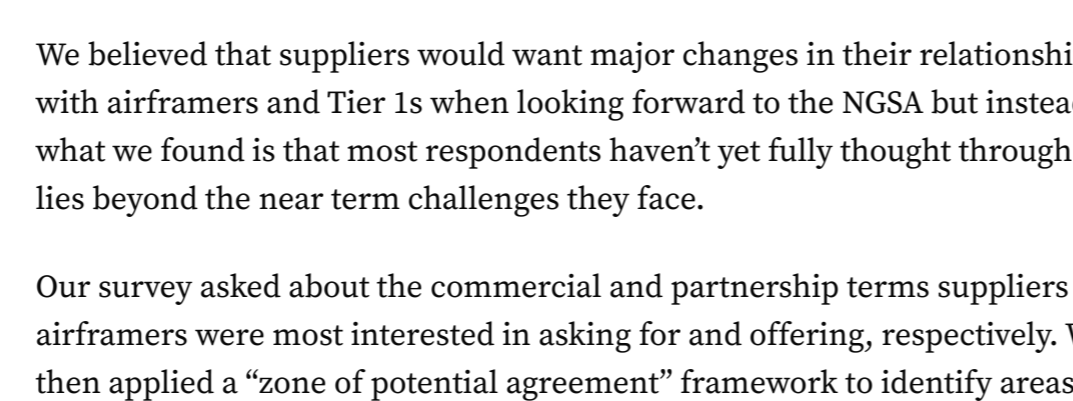 We believed that suppliers would want major changes in their relationshi
with airframers and Tier 1s when looking forward to the NGSA but instea
what we found is that most respondents haven’t yet fully thought through
lies beyond the near term challenges they face.
Our survey asked about the commercial and partnership terms suppliers
airframers were most interested in asking for and offering, respectively.
then applied a “zone of potential agreement” framework to identify areas